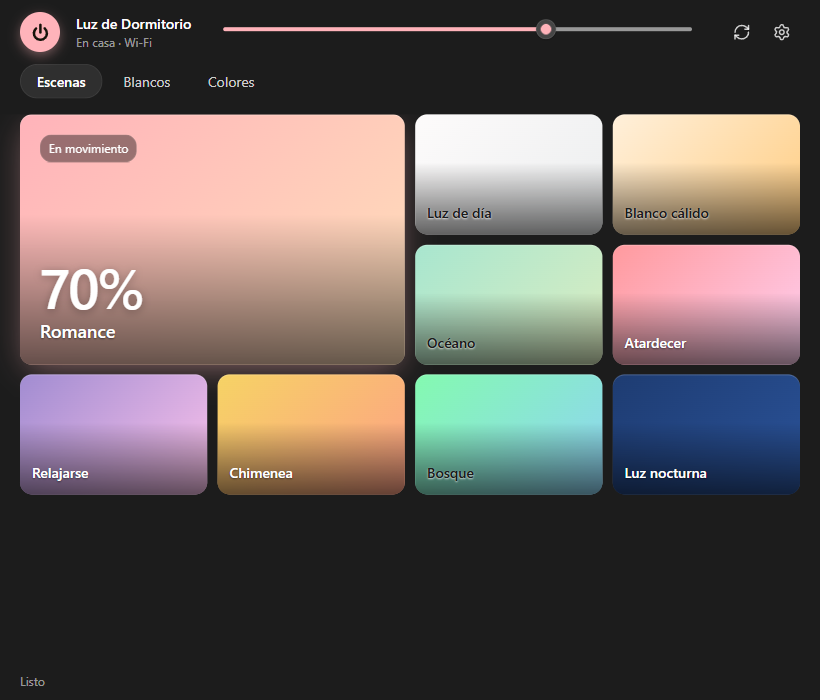 Luz de Dormitorio
En casa · Wi-Fi
Escenas
Blancos
Colores
En movimiento
70%
Romance
Luz de día
Blanco cálido
Océano
Atardecer
Relajarse
Chimenea
Bosque
Luz nocturna
Listo